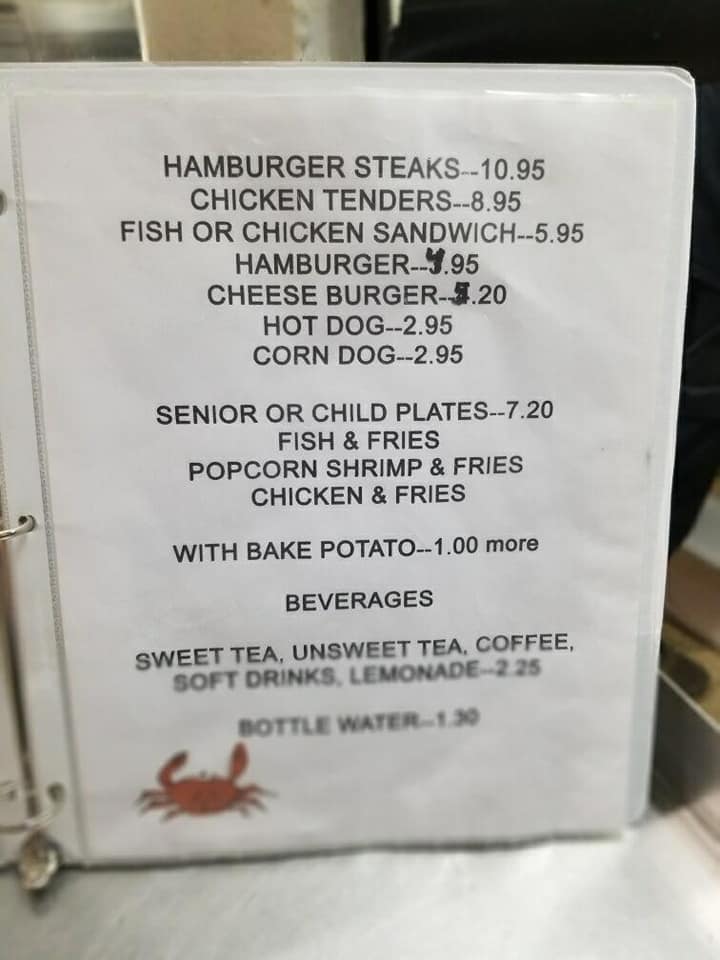 HAMBURGER STEAKS--10.95
CHICKEN TENDERS--8.95
FISH OR CHICKEN SANDWICH--5.95
HAMBURGER--4.95
CHEESE BURGER--5.20
HOT DOG--2.95
CORN DOG--2.95
SENIOR OR CHILD PLATES--7.20
FISH & FRIES
POPCORN SHRIMP & FRIES
CHICKEN & FRIES
WITH BAKE POTATO--1.00 more
BEVERAGES
SWEET TEA, UNSWEET TEA, COFFEE,
SOFT DRINKS, LEMONADE--2.25
BOTTLE WATER--1.30